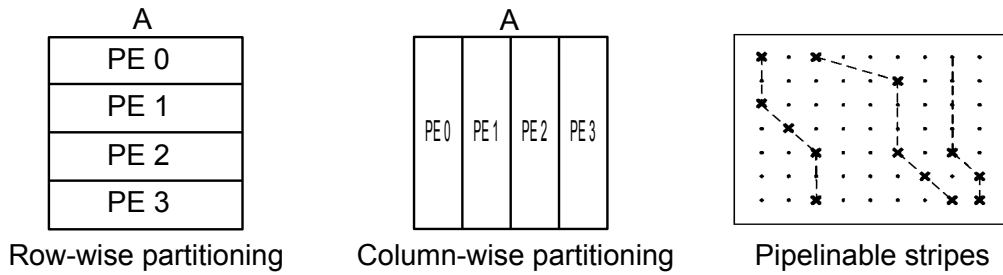 A
PE 0
PE 1
PE 2
PE 3
Row-wise partitioning
A
PE 0 PE 1 PE 2 PE 3
Column-wise partitioning
Pipelinable stripes